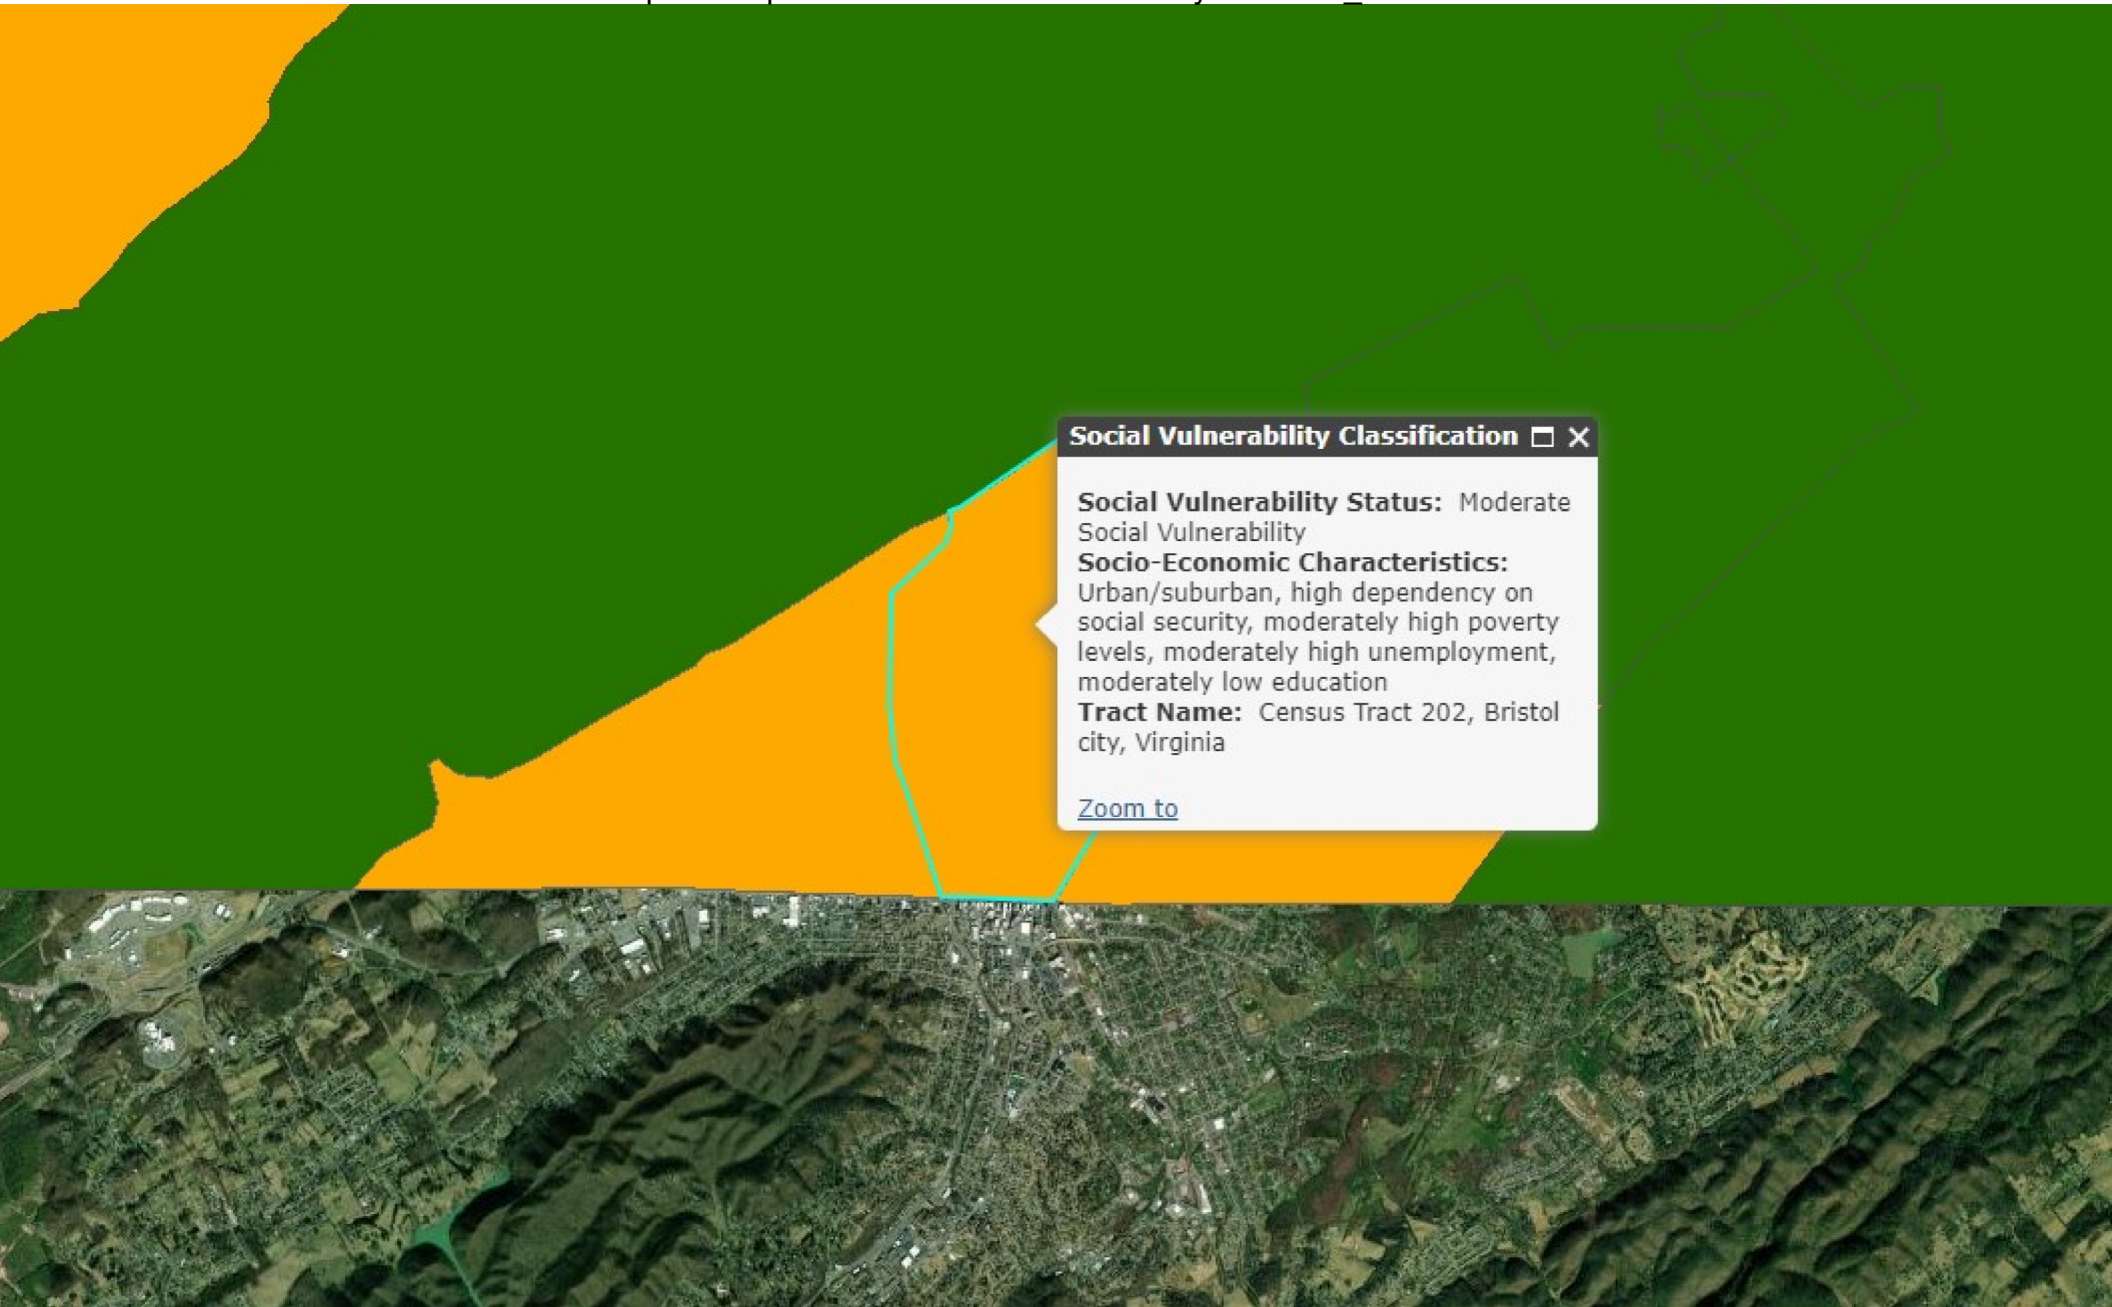 Social Vulnerability Classification
Social Vulnerability Status: Moderate
Social Vulnerability
Socio-Economic Characteristics:
Urban/suburban, high dependency on
social security, moderately high poverty
levels, moderately high unemployment,
moderately low education
Tract Name: Census Tract 202, Bristol
city, Virginia
Zoom to